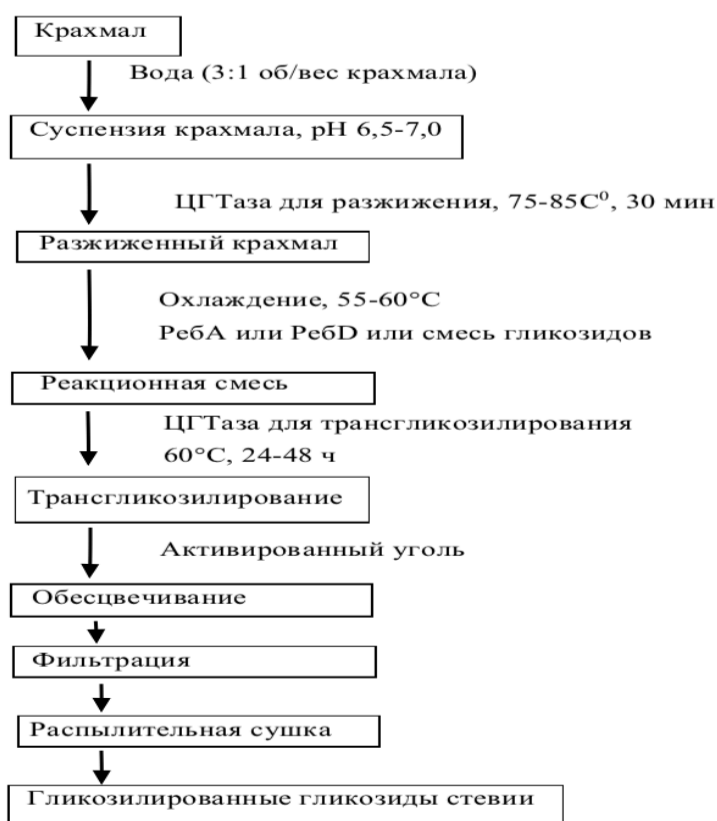 Крахмал
Вода (3:1 об/вес крахмала)
Суспензия крахмала, pH 6,5-7,0
ЦГТаза для разжижения, 75-85С⁰, 30 мин
Разжиженный крахмал
Охлаждение, 55-60°С
РебА или РебD или смесь гликозидов
Реакционная смесь
ЦГТаза для трансгликозилирования
60°С, 24-48 ч
Трансгликозилирование
Активированный уголь
Обесцвечивание
Фильтрация
Распылительная сушка
Гликозилированные гликозиды стевии